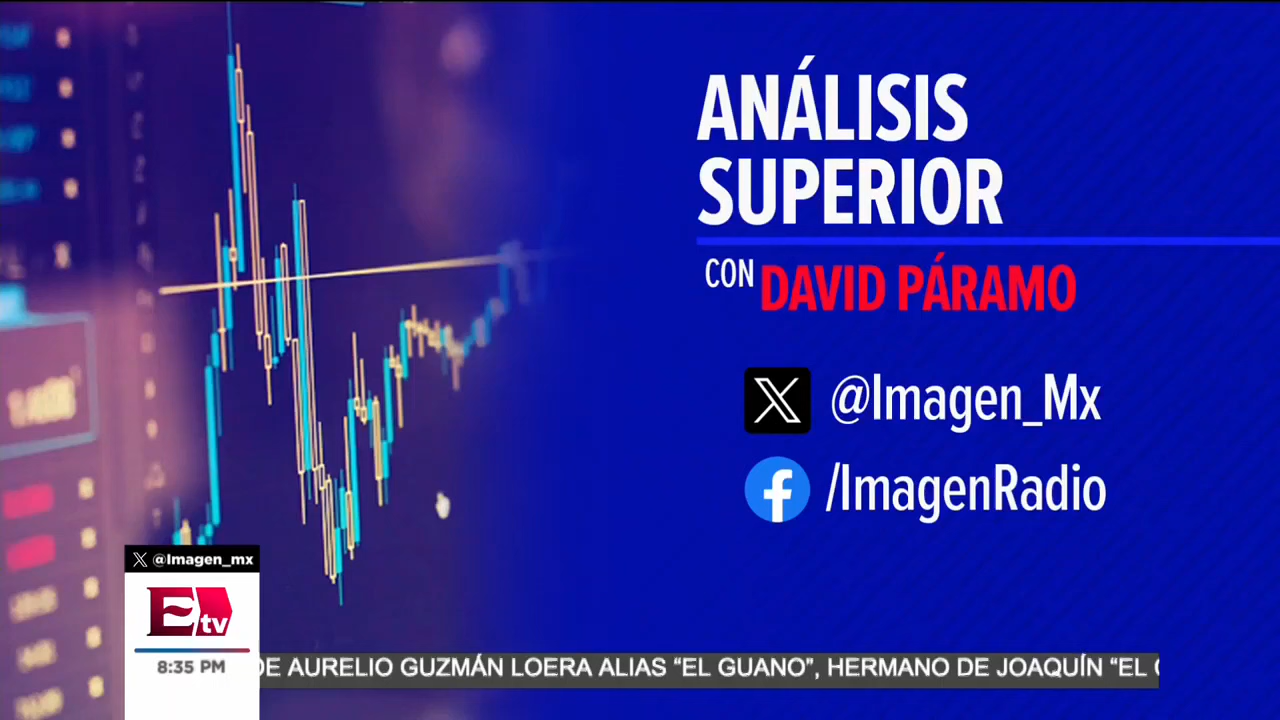 ANÁLISIS
SUPERIOR
CON DAVID PÁRAMO
@Imagen_Mx
/ImagenRadio
@Imagen_mx
Etv
8:35 PM
DE AURELIO GUZMÁN LOERA ALIAS “EL GUANO”, HERMANO DE JOAQUÍN “EL